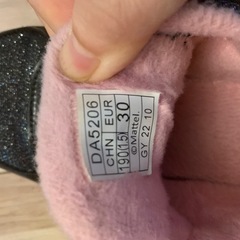 DA5206
CHN EUR
190(15) 30
©Mattel.
GY 22 10